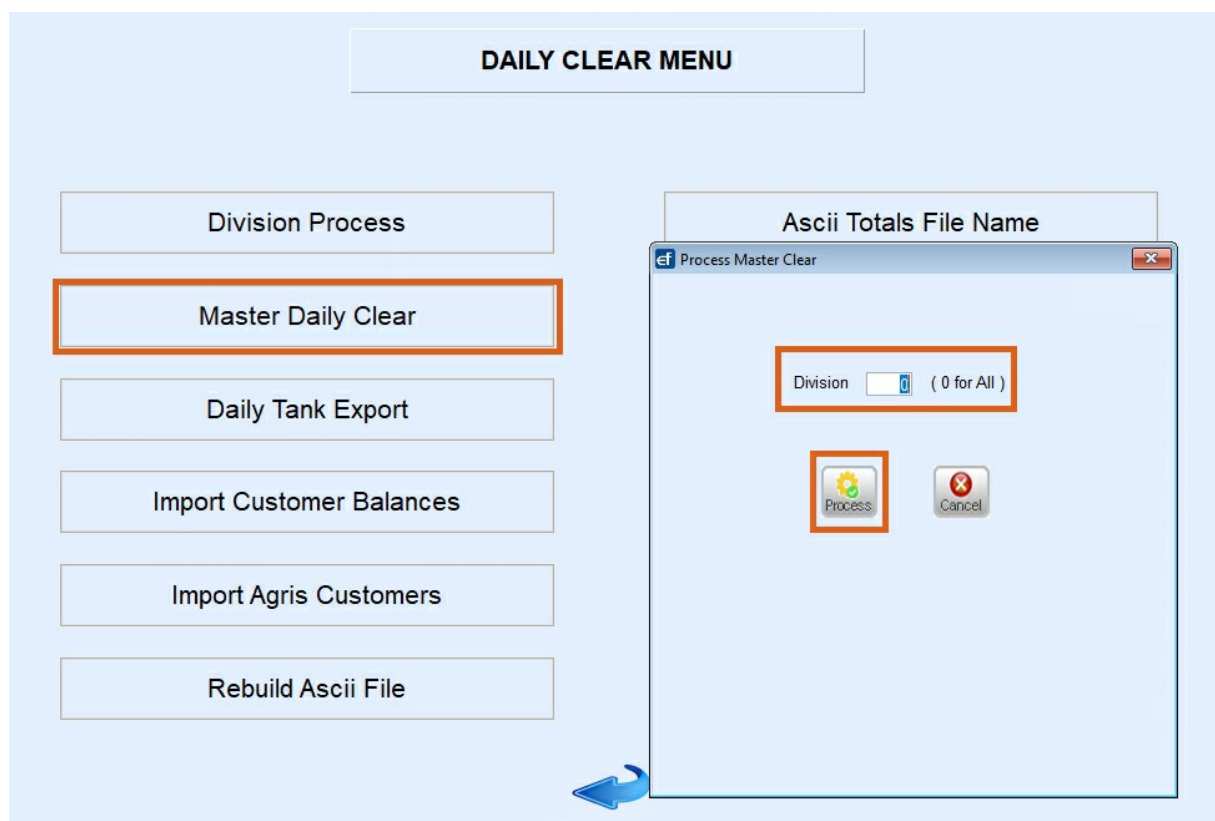 DAILY CLEAR MENU
Division Process
Master Daily Clear
Daily Tank Export
Import Customer Balances
Import Agris Customers
Rebuild Ascii File
Ascii Totals File Name
ef Process Master Clear
Division 0 ( 0 for All )
Process Cancel